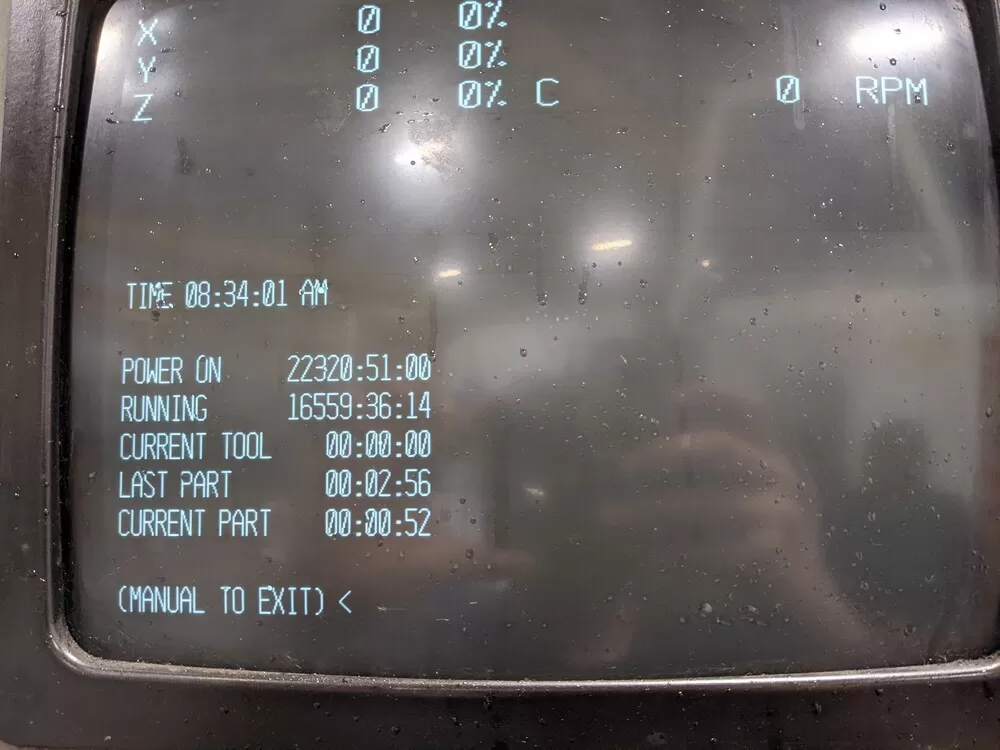 X 0 0%
Y 0 0%
Z 0 0% C 0 RPM
TIME 08:34:01 AM
POWER ON 22320:51:00
RUNNING 16559:36:14
CURRENT TOOL 00:00:00
LAST PART 00:02:56
CURRENT PART 00:00:52
(MANUAL TO EXIT) <